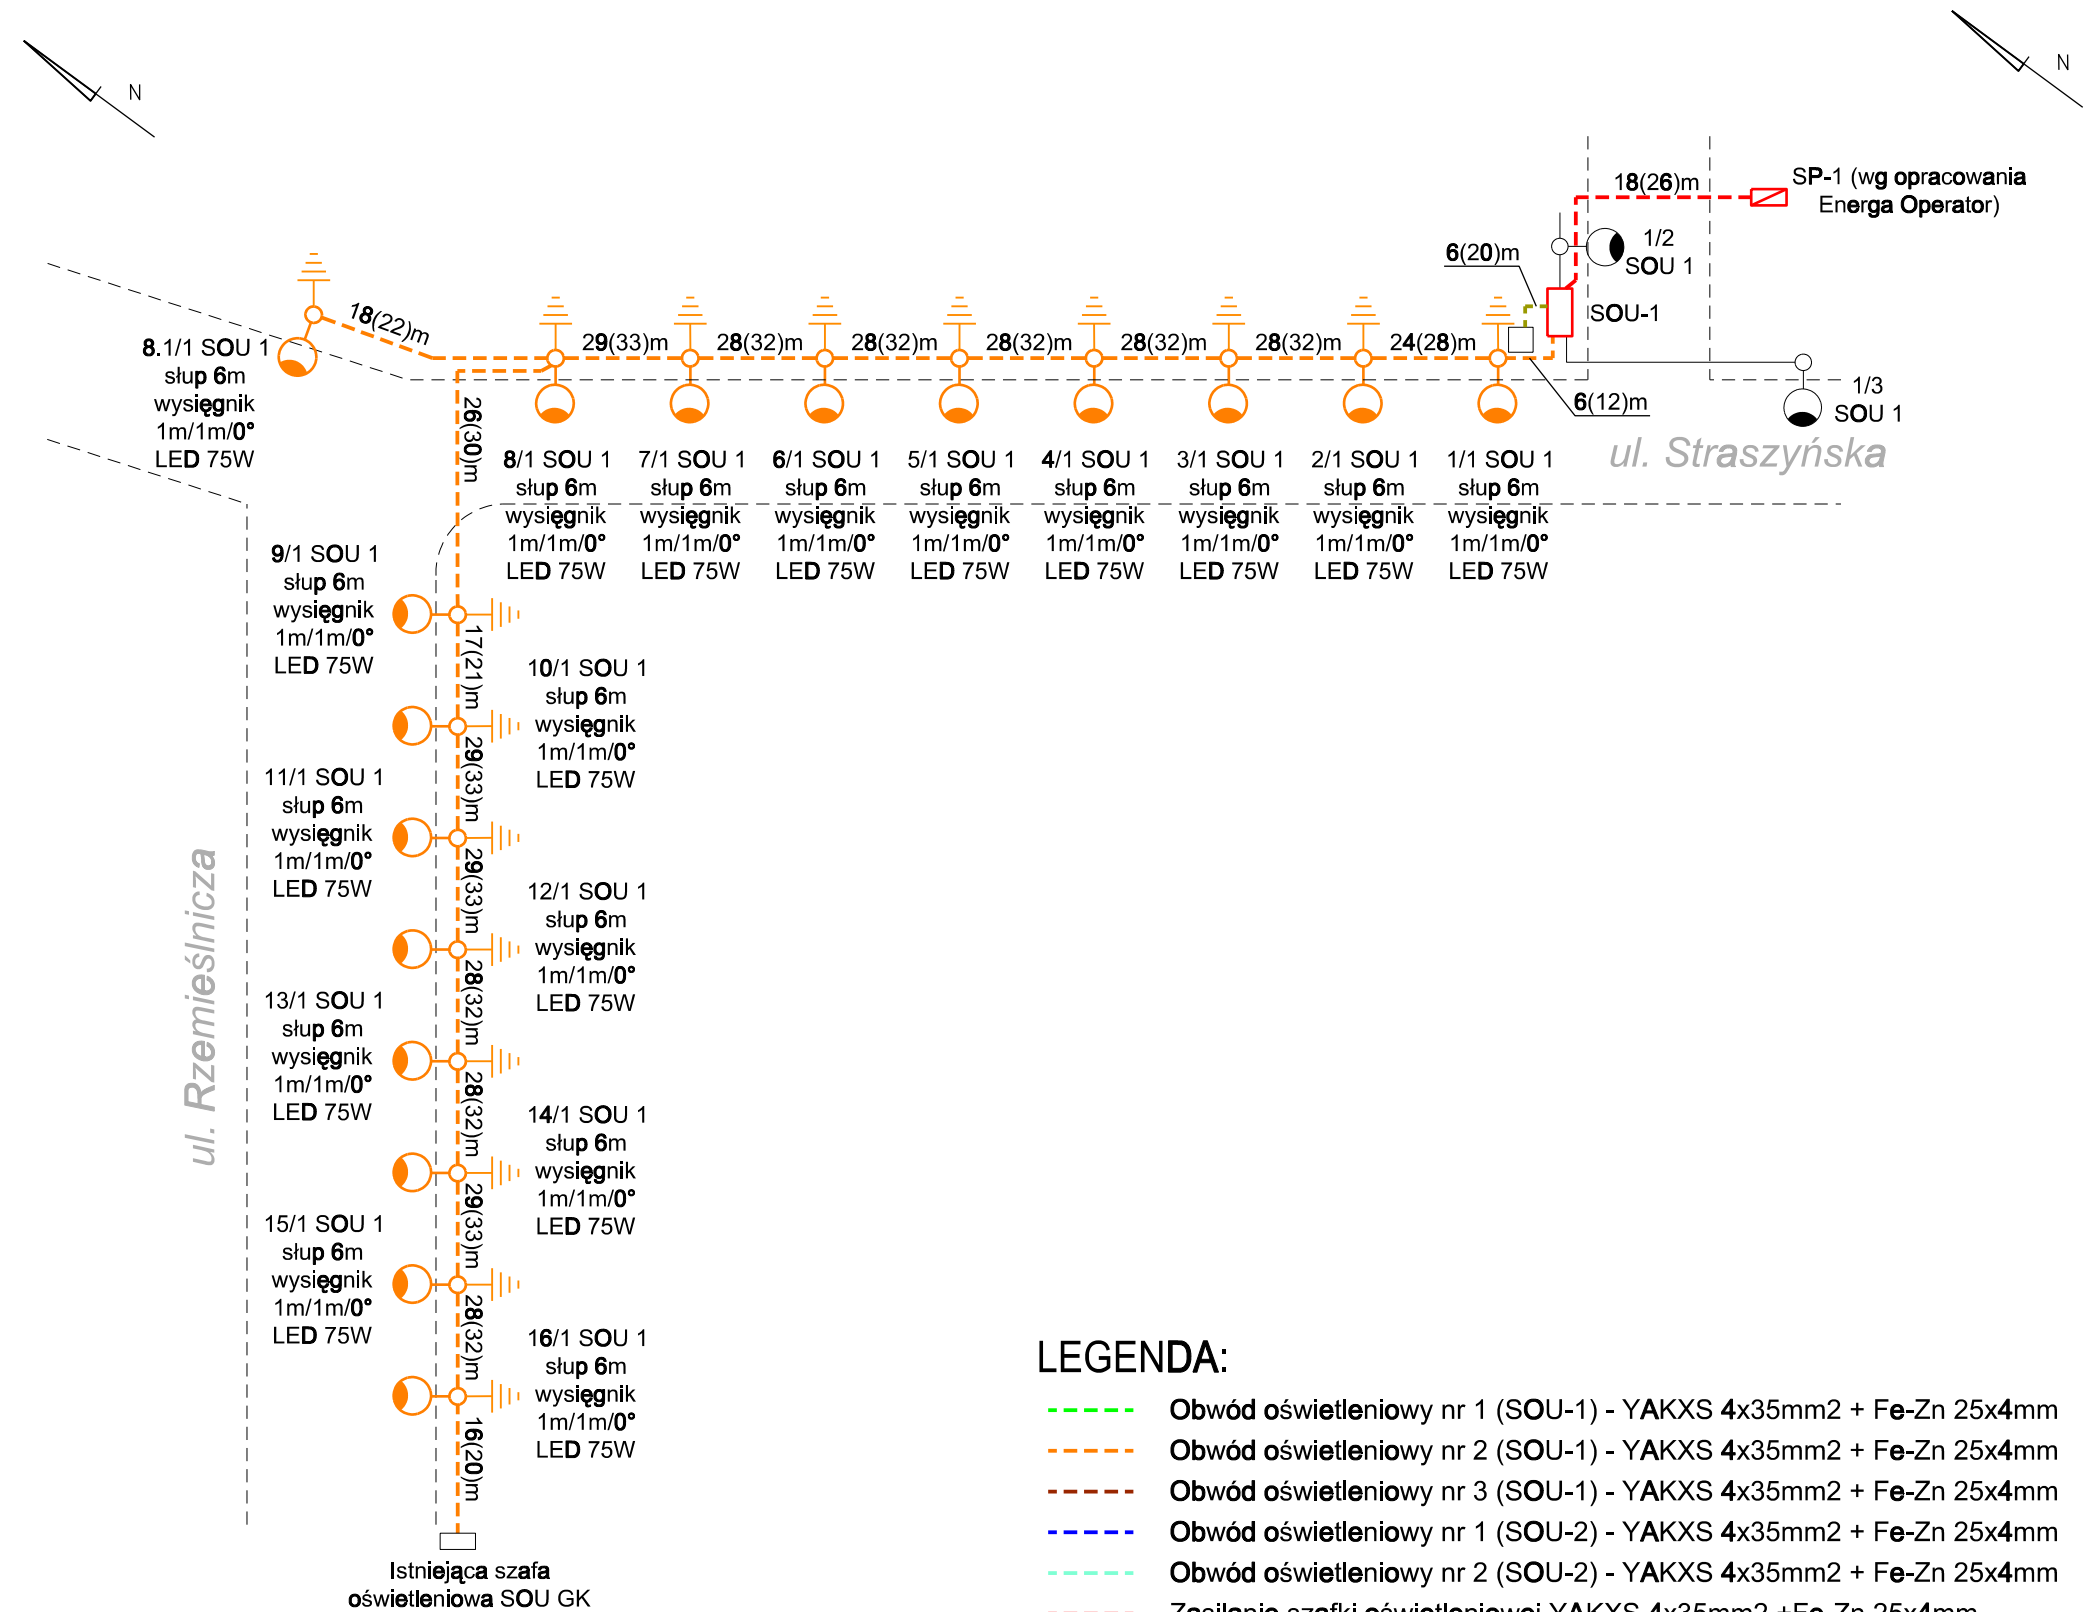 N
N
18(26)m
SP-1 (wg opracowania
Energa Operator)
1/2
SOU 1
6(20)m
SOU-1
18(22)m
29(33)m
28(32)m
28(32)m
28(32)m
28(32)m
28(32)m
24(28)m
6(12)m
1/3
SOU 1
ul. Straszyńska
8.1/1 SOU 1
słup 6m
wysięgnik
1m/1m/0°
LED 75W
26(30)m
8/1 SOU 1
słup 6m
wysięgnik
1m/1m/0°
LED 75W
7/1 SOU 1
słup 6m
wysięgnik
1m/1m/0°
LED 75W
6/1 SOU 1
słup 6m
wysięgnik
1m/1m/0°
LED 75W
5/1 SOU 1
słup 6m
wysięgnik
1m/1m/0°
LED 75W
4/1 SOU 1
słup 6m
wysięgnik
1m/1m/0°
LED 75W
3/1 SOU 1
słup 6m
wysięgnik
1m/1m/0°
LED 75W
2/1 SOU 1
słup 6m
wysięgnik
1m/1m/0°
LED 75W
1/1 SOU 1
słup 6m
wysięgnik
1m/1m/0°
LED 75W
9/1 SOU 1
słup 6m
wysięgnik
1m/1m/0°
LED 75W
17(21)m
10/1 SOU 1
słup 6m
wysięgnik
1m/1m/0°
LED 75W
29(33)m
11/1 SOU 1
słup 6m
wysięgnik
1m/1m/0°
LED 75W
29(33)m
12/1 SOU 1
słup 6m
wysięgnik
1m/1m/0°
LED 75W
28(32)m
13/1 SOU 1
słup 6m
wysięgnik
1m/1m/0°
LED 75W
28(32)m
14/1 SOU 1
słup 6m
wysięgnik
1m/1m/0°
LED 75W
29(33)m
15/1 SOU 1
słup 6m
wysięgnik
1m/1m/0°
LED 75W
28(32)m
16/1 SOU 1
słup 6m
wysięgnik
1m/1m/0°
LED 75W
16(20)m
ul. Rzemieślnicza
Istniejąca szafa
oświetleniowa SOU GK
LEGENDA:
Obwód oświetleniowy nr 1 (SOU-1) - YAKXS 4x35mm2 + Fe-Zn 25x4mm
Obwód oświetleniowy nr 2 (SOU-1) - YAKXS 4x35mm2 + Fe-Zn 25x4mm
Obwód oświetleniowy nr 3 (SOU-1) - YAKXS 4x35mm2 + Fe-Zn 25x4mm
Obwód oświetleniowy nr 1 (SOU-2) - YAKXS 4x35mm2 + Fe-Zn 25x4mm
Obwód oświetleniowy nr 2 (SOU-2) - YAKXS 4x35mm2 + Fe-Zn 25x4mm
Zasilanie szafki oświetleniowej YAKXS 4x35mm2 +Fe-Zn 25x4mm